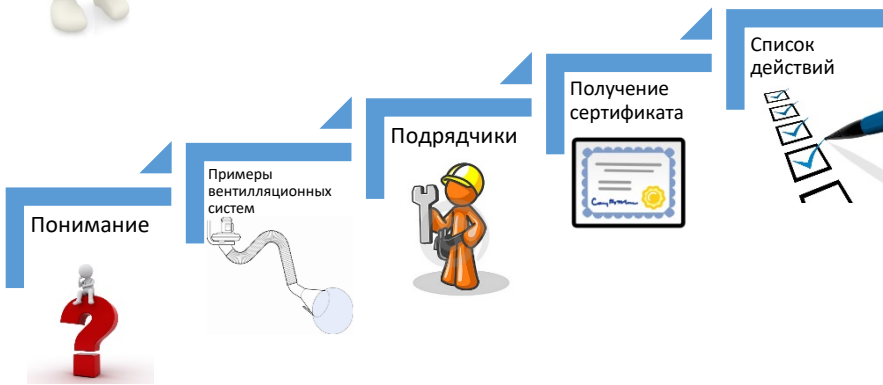 Понимание
Примеры
вентилляционных
систем
Подрядчики
Получение
сертификата
Список
действий